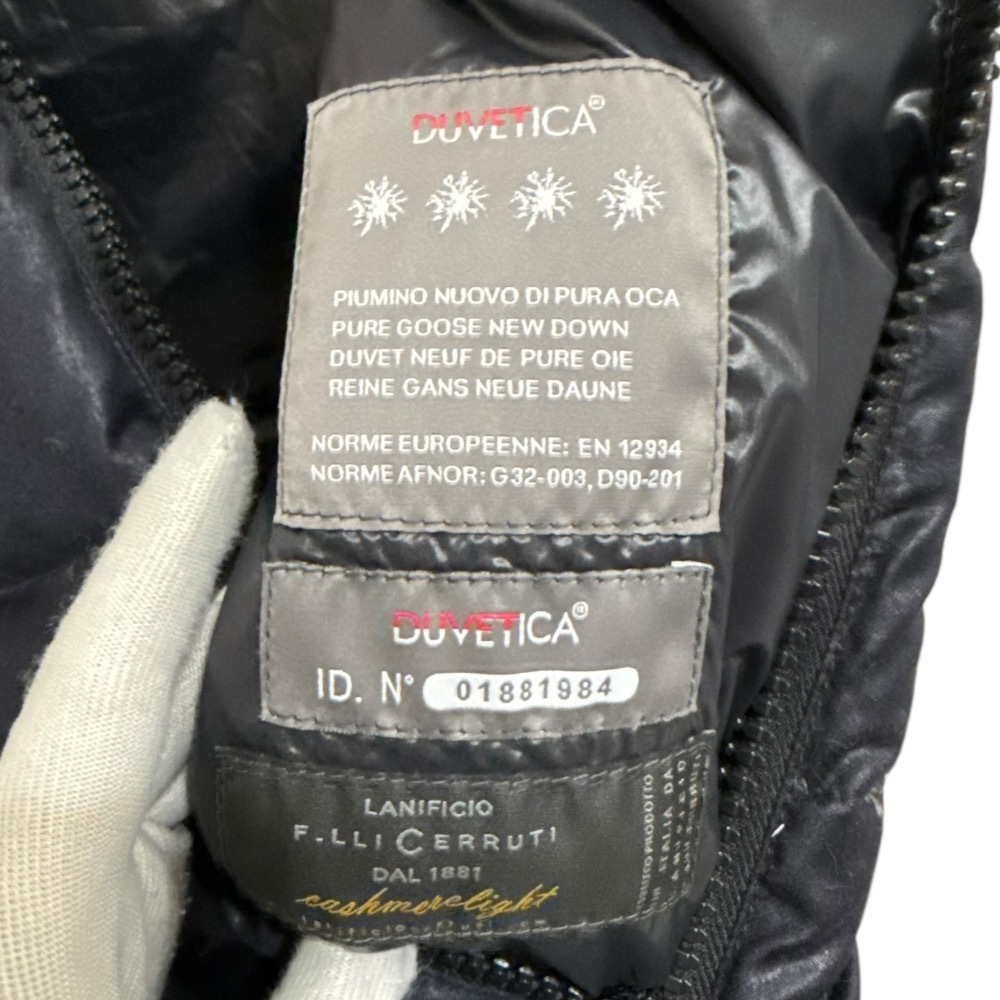 DUVETICA®
PIUMINO NUOVO DI PURA OCA
PURE GOOSE NEW DOWN
DUVET NEUF DE PURE OIE
REINE GANS NEUE DAUNE
NORME EUROPEENNE: EN 12934
NORME AFNOR: G32-003, D90-201
DUVETICA®
ID. N° 01881984
LANIFICIO
F.LLI CERRUTI
DAL 1881
cashmerelight
ITALIA DA